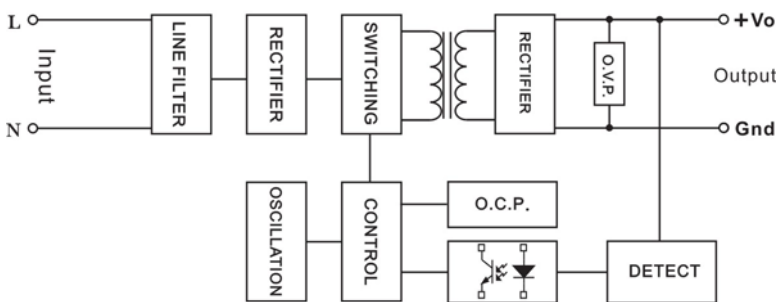 L
Input
N
LINE FILTER
RECTIFIER
SWITCHING
RECTIFIER
O.V.P.
+Vo
Output
Gnd
OSCILLATION
CONTROL
O.C.P.
DETECT